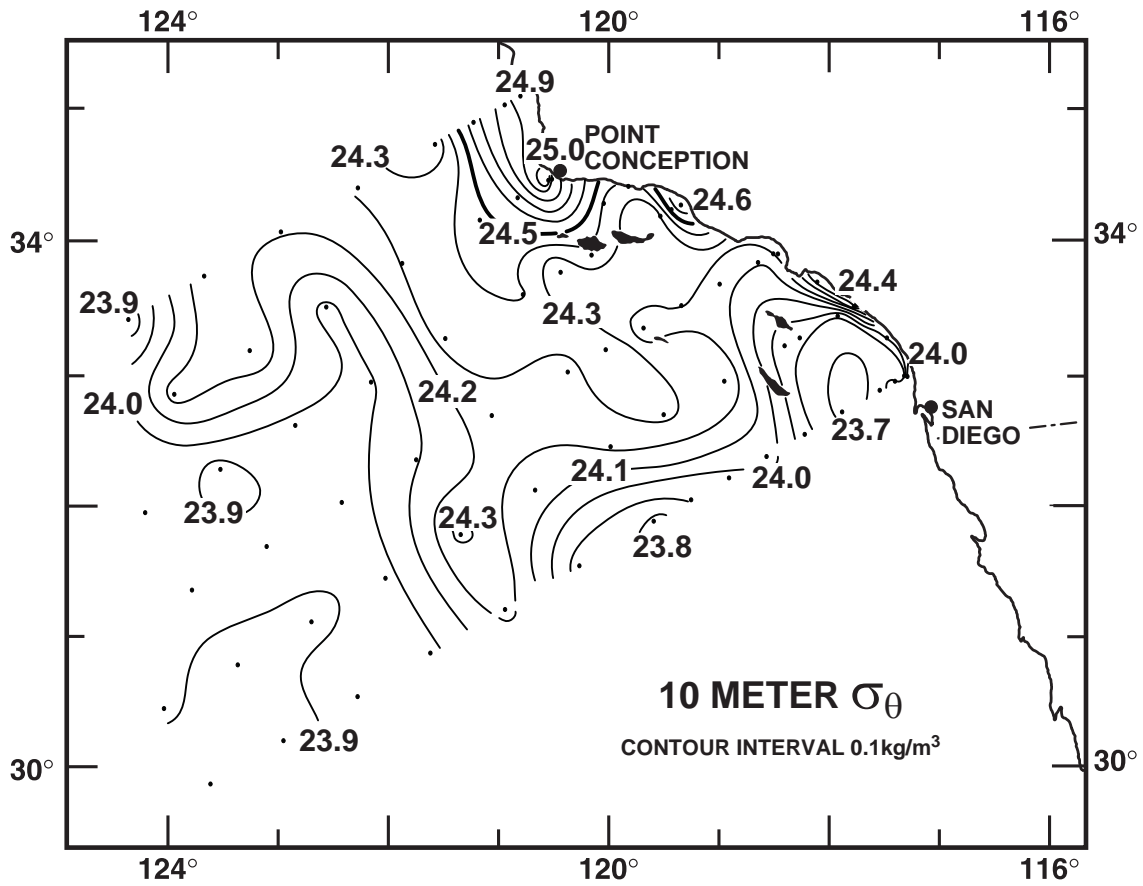 124° 120° 116°
24.9
25.0 POINT
CONCEPTION
24.3
24.6
34° 24.5 34°
24.4
23.9
24.3
24.0
24.2
24.0
SAN
DIEGO
23.7
24.1
24.0
23.9
24.3
23.8
10 METER σθ
23.9
CONTOUR INTERVAL 0.1kg/m³
30° 30°
124° 120° 116°